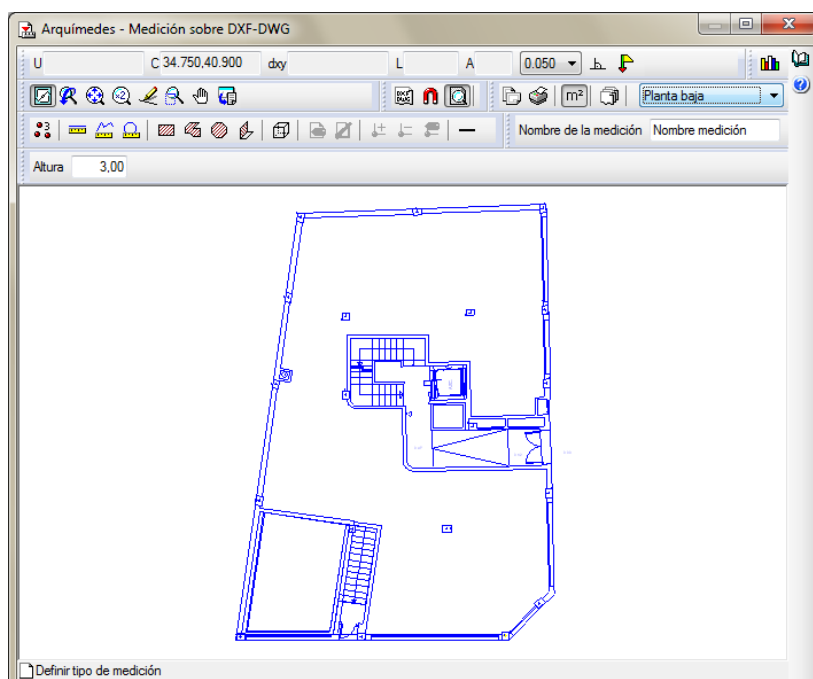 Arquímedes - Medición sobre DXF-DWG
U C 34.750,40.900 dxy L A 0.050
m² Planta baja
Nombre de la medición Nombre medición
Altura 3,00
Definir tipo de medición